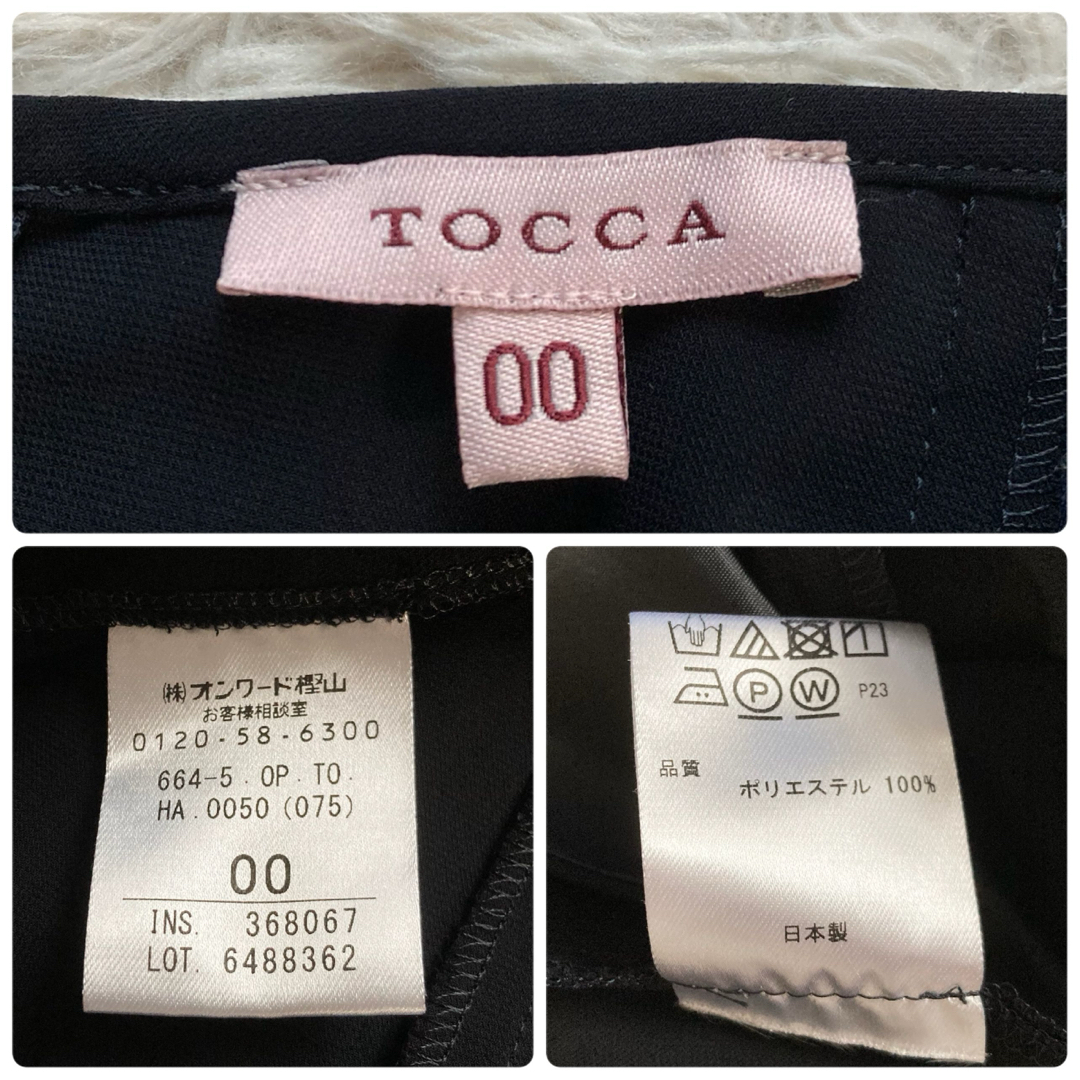 TOCCA
00
(株)オンワード樫山
お客様相談室
0120-58-6300
664-5.OP.TO.
HA.0050(075)
00
INS. 368067
LOT. 6488362
P W P23
品質
ポリエステル 100%
日本製